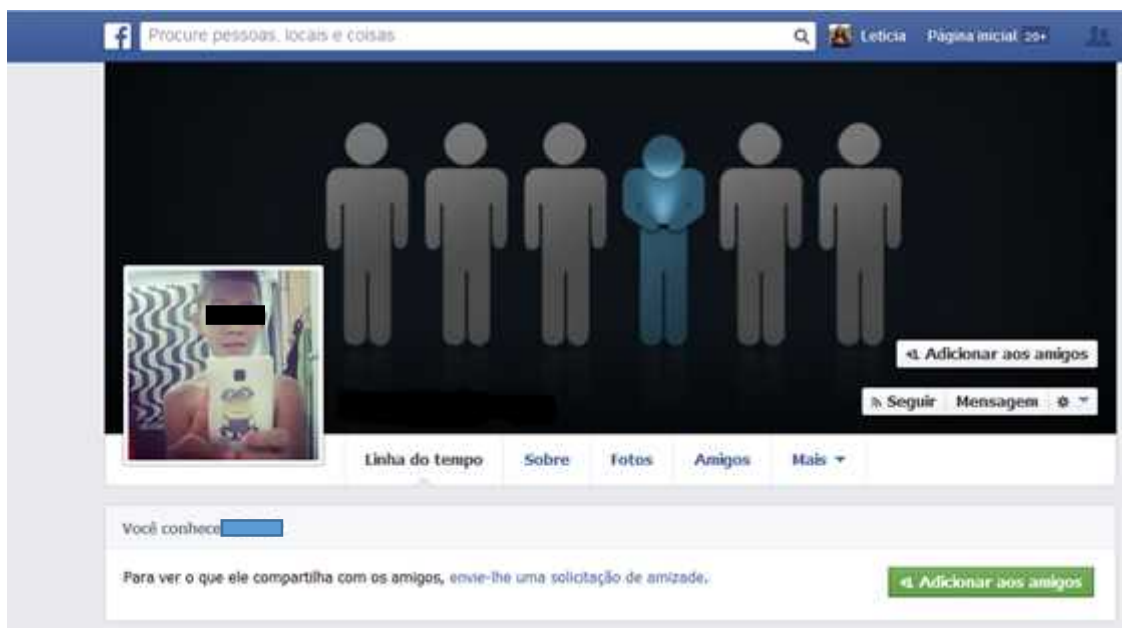 f Procure pessoas, locais e coisas Leticia Página inicial 20+
Adicionar aos amigos
Seguir Mensagem
Linha do tempo Sobre Fotos Amigos Mais
Você conhece
Para ver o que ele compartilha com os amigos, envie-lhe uma solicitação de amizade. Adicionar aos amigos